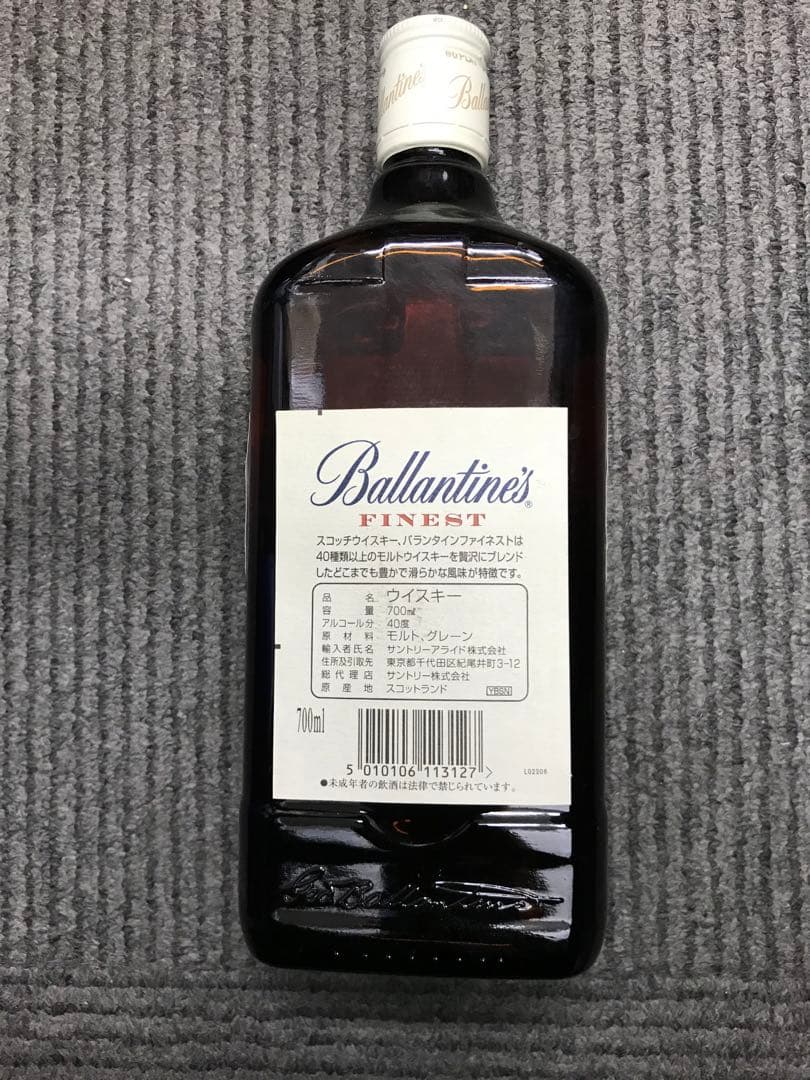 Ballantine's
Ballantine's®
FINEST
スコッチウイスキー、バランタインファイネストは
40種類以上のモルトウイスキーを贅沢にブレンド
したどこまでも豊かで滑らかな風味が特徴です。
品名 ウイスキー
容量 700㎖
アルコール分 40度
原材料 モルト、グレーン
輸入者氏名 サントリーアライド株式会社
住所及引取先 東京都千代田区紀尾井町3-12
総代理店 サントリー株式会社
原産地 スコットランド YBSN
700ml
5 010106 113127 >
L02206
●未成年者の飲酒は法律で禁じられています。
Geo Ballantine